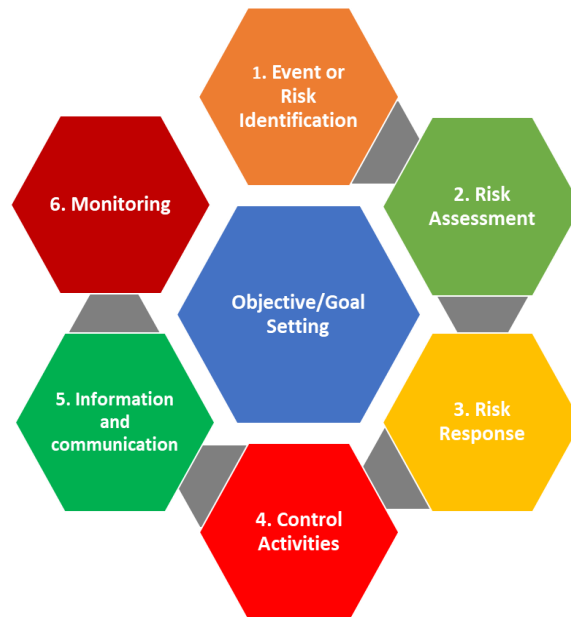 1. Event or
Risk
Identification
2. Risk
Assessment
6. Monitoring
Objective/Goal
Setting
3. Risk
Response
5. Information
and
communication
4. Control
Activities